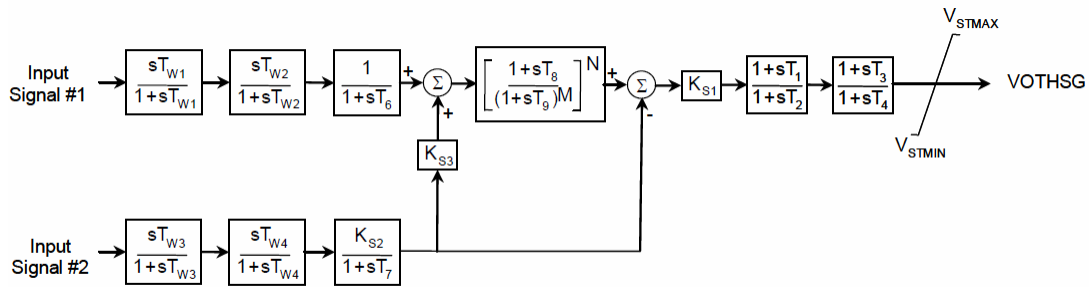 Input
Signal #1
sT_W1
1+sT_W1
sT_W2
1+sT_W2
1
1+sT_6
+
Σ
+
[1+sT_8
(1+sT_9)^M]^N
+
Σ
-
K_S1
1+sT_1
1+sT_2
1+sT_3
1+sT_4
V_STMAX
V_STMIN
VOTHSG
K_S3
Input
Signal #2
sT_W3
1+sT_W3
sT_W4
1+sT_W4
K_S2
1+sT_7